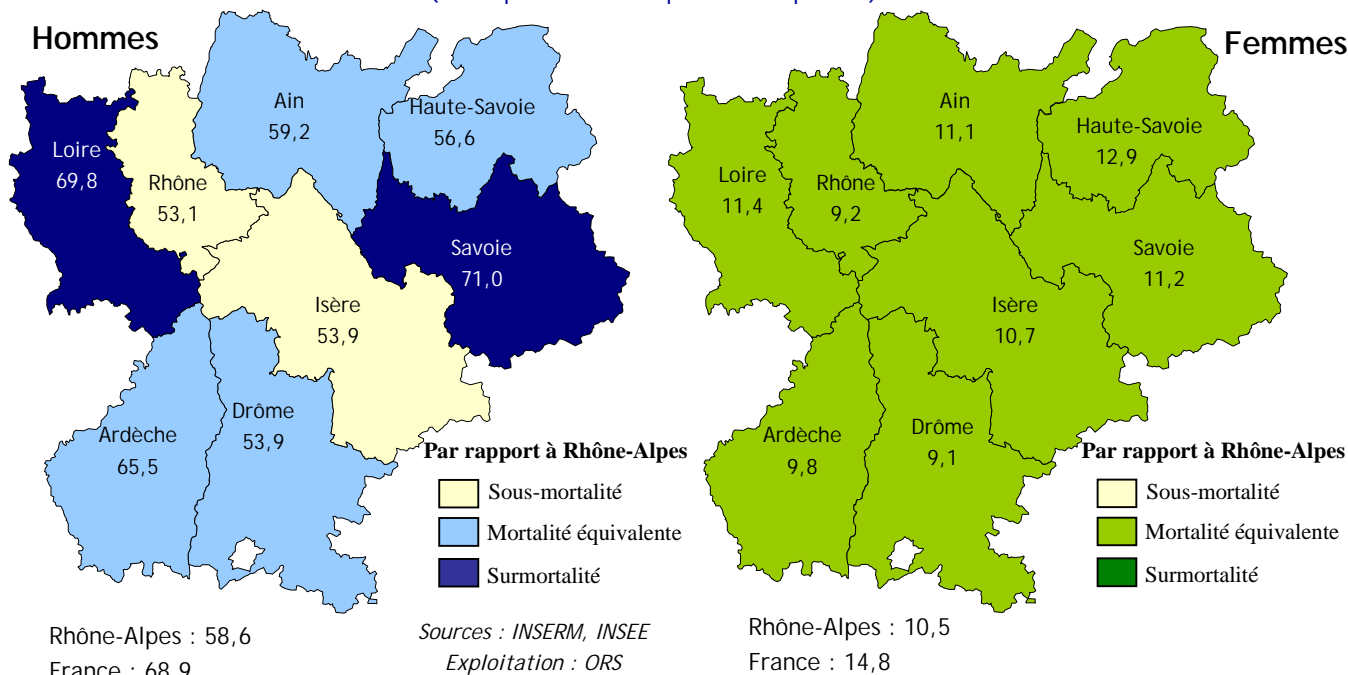 Hommes
Ain
59,2
Haute-Savoie
56,6
Loire
69,8
Rhône
53,1
Savoie
71,0
Isère
53,9
Ardèche
65,5
Drôme
53,9
Par rapport à Rhône-Alpes
Sous-mortalité
Mortalité équivalente
Surmortalité
Rhône-Alpes : 58,6
France : 68,9
Sources : INSERM, INSEE
Exploitation : ORS
Femmes
Ain
11,1
Haute-Savoie
12,9
Loire
11,4
Rhône
9,2
Savoie
11,2
Isère
10,7
Ardèche
9,8
Drôme
9,1
Par rapport à Rhône-Alpes
Sous-mortalité
Mortalité équivalente
Surmortalité
Rhône-Alpes : 10,5
France : 14,8